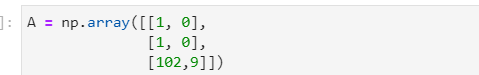 ]: A = np.array([[1, 0],
[1, 0],
[102,9]])